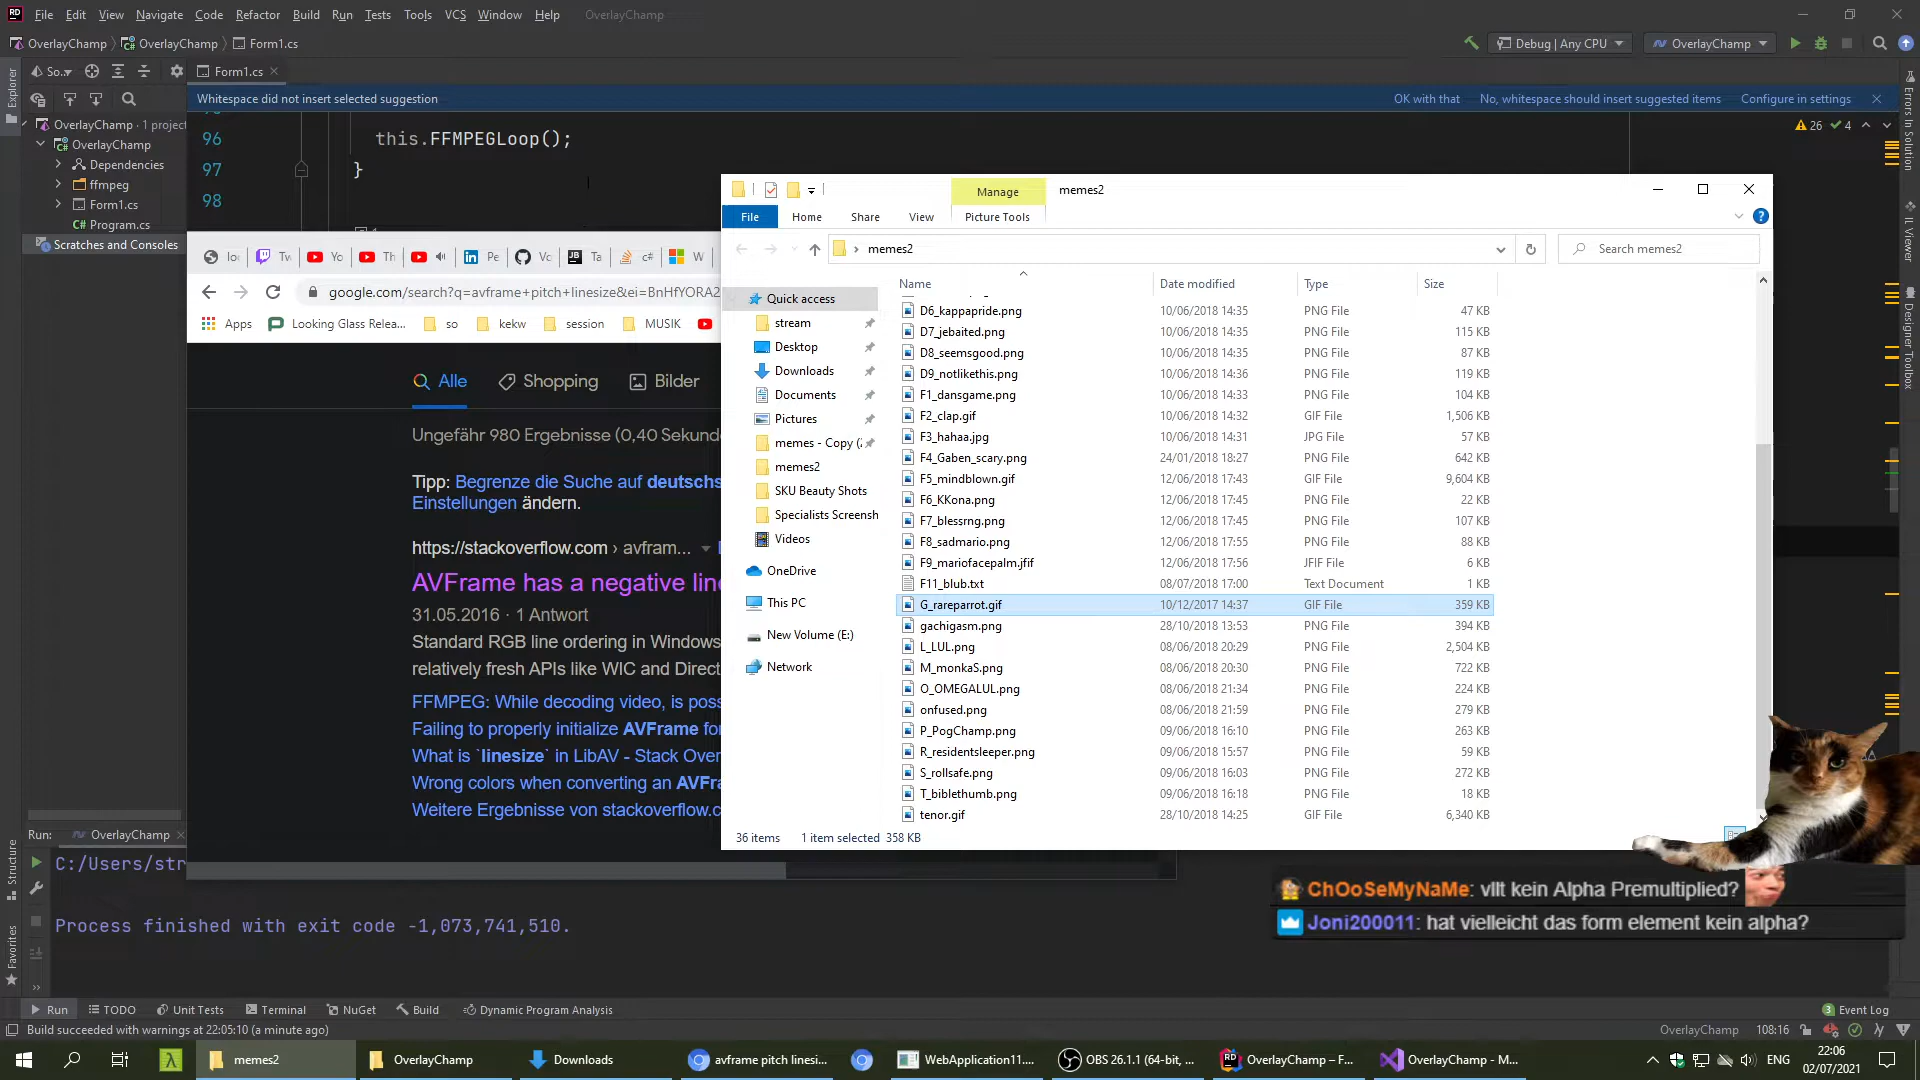 File Edit View Navigate Code Refactor Build Run Tests Tools VCS Window Help OverlayChamp
OverlayChamp OverlayChamp Form1.cs Debug | Any CPU OverlayChamp
So.. Form1.cs
Whitespace did not insert selected suggestion OK with that No, whitespace should insert suggested items Configure in settings
Explorer
OverlayChamp · 1 project
OverlayChamp
Dependencies
ffmpeg
Form1.cs
Program.cs
Scratches and Consoles
26 4
96 this.FFMPEGLoop();
97 }
98
Errors In Solution
IL Viewer
Designer Toolbox
Tw Yo Th Pe Vc Ta c# W
google.com/search?q=avframe+pitch+linesize&ei=BnHfYORA2
Apps Looking Glass Relea... so kekw session MUSIK
Alle Shopping Bilder
Ungefähr 980 Ergebnisse (0,40 Sekund
Tipp: Begrenze die Suche auf deutschs
Einstellungen ändern.
https://stackoverflow.com › avfram...
AVFrame has a negative line
31.05.2016 · 1 Antwort
Standard RGB line ordering in Windows
relatively fresh APIs like WIC and Direct
FFMPEG: While decoding video, is poss
Failing to properly initialize AVFrame for
What is `linesize` in LibAV - Stack Over
Wrong colors when converting an AVFra
Weitere Ergebnisse von stackoverflow.c
Manage memes2
File Home Share View Picture Tools
memes2 Search memes2
Quick access
stream
Desktop
Downloads
Documents
Pictures
memes - Copy (2
memes2
SKU Beauty Shots
Specialists Screensh
Videos
OneDrive
This PC
New Volume (E:)
Network
Name Date modified Type Size
D6_kappapride.png 10/06/2018 14:35 PNG File 47 KB
D7_jebaited.png 10/06/2018 14:35 PNG File 115 KB
D8_seemsgood.png 10/06/2018 14:35 PNG File 87 KB
D9_notlikethis.png 10/06/2018 14:36 PNG File 119 KB
F1_dansgame.png 10/06/2018 14:33 PNG File 104 KB
F2_clap.gif 10/06/2018 14:32 GIF File 1,506 KB
F3_hahaa.jpg 10/06/2018 14:31 JPG File 57 KB
F4_Gaben_scary.png 24/01/2018 18:27 PNG File 642 KB
F5_mindblown.gif 12/06/2018 17:43 GIF File 9,604 KB
F6_KKona.png 12/06/2018 17:45 PNG File 22 KB
F7_blessrng.png 12/06/2018 17:45 PNG File 107 KB
F8_sadmario.png 12/06/2018 17:55 PNG File 88 KB
F9_mariofacepalm.jfif 12/06/2018 17:56 JFIF File 6 KB
F11_blub.txt 08/07/2018 17:00 Text Document 1 KB
G_rareparrot.gif 10/12/2017 14:37 GIF File 359 KB
gachigasm.png 28/10/2018 13:53 PNG File 394 KB
L_LUL.png 08/06/2018 20:29 PNG File 2,504 KB
M_monkaS.png 08/06/2018 20:30 PNG File 722 KB
O_OMEGALUL.png 08/06/2018 21:34 PNG File 224 KB
onfused.png 08/06/2018 21:59 PNG File 279 KB
P_PogChamp.png 09/06/2018 16:10 PNG File 263 KB
R_residentsleeper.png 09/06/2018 15:57 PNG File 59 KB
S_rollsafe.png 09/06/2018 16:03 PNG File 272 KB
T_biblethumb.png 09/06/2018 16:18 PNG File 18 KB
tenor.gif 28/10/2018 14:25 GIF File 6,340 KB
36 items 1 item selected 358 KB
Run: OverlayChamp
C:/Users/str
Process finished with exit code -1,073,741,510.
Structure
Favorites
ChOoSeMyNaMe: vllt kein Alpha Premultiplied?
Joni200011: hat vielleicht das form element kein alpha?
Run TODO Unit Tests Terminal NuGet Build Dynamic Program Analysis 3 Event Log
Build succeeded with warnings at 22:05:10 (a minute ago) OverlayChamp 108:16
memes2 OverlayChamp Downloads avframe pitch linesi... WebApplication11.... OBS 26.1.1 (64-bit, ... OverlayChamp – F... OverlayChamp - M... ENG 22:06
02/07/2021